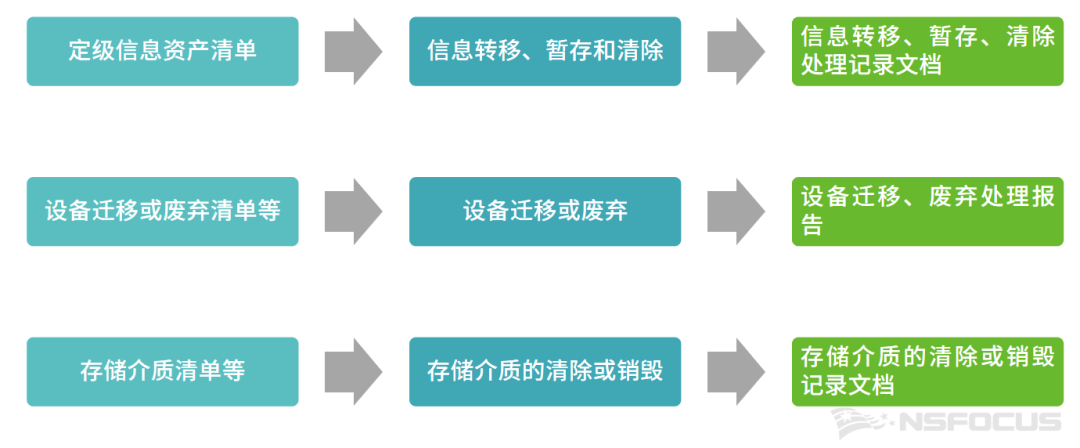 定级信息资产清单
信息转移、暂存和清除
信息转移、暂存、清除
处理记录文档
设备迁移或废弃清单等
设备迁移或废弃
设备迁移、废弃处理报
告
存储介质清单等
存储介质的清除或销毁
存储介质的清除或销毁
记录文档
NSFOCUS